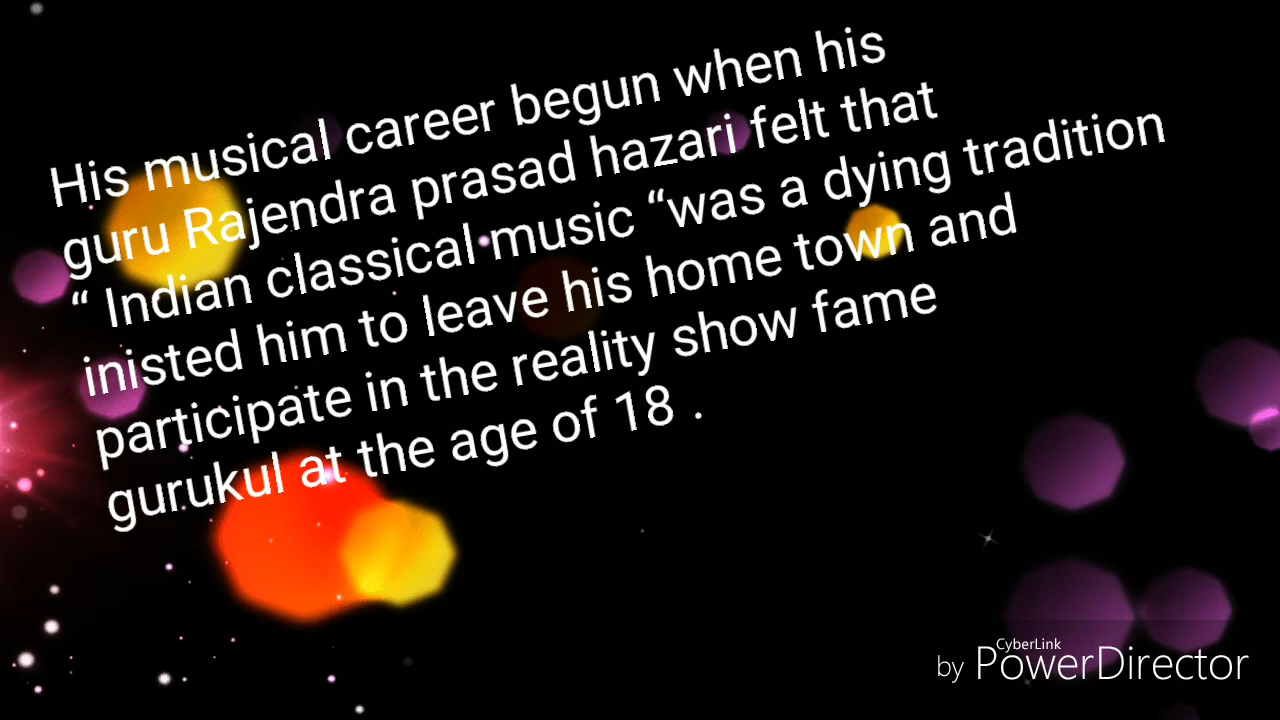 His musical career begun when his
guru Rajendra prasad hazari felt that
“ Indian classical music “was a dying tradition
inisted him to leave his home town and
participate in the reality show fame
gurukul at the age of 18 .
CyberLink
by PowerDirector